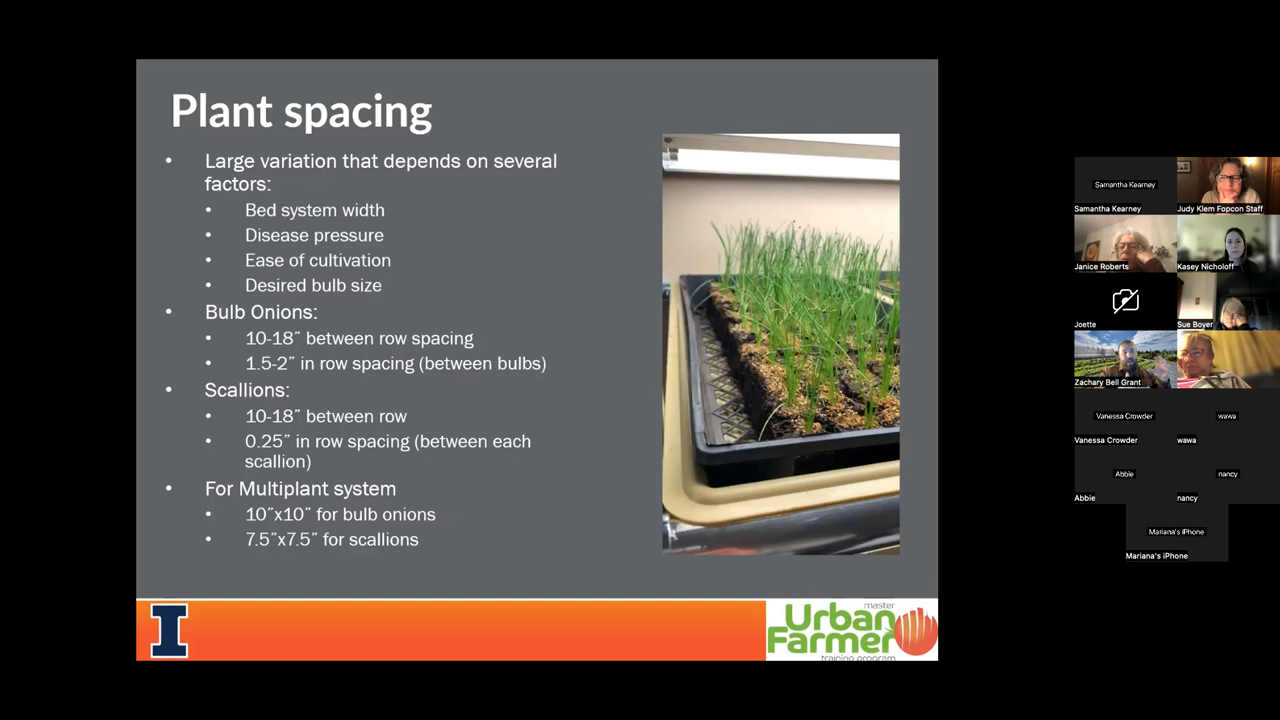 Plant spacing
• Large variation that depends on several
factors:
• Bed system width
• Disease pressure
• Ease of cultivation
• Desired bulb size
• Bulb Onions:
• 10-18″ between row spacing
• 1.5-2″ in row spacing (between bulbs)
• Scallions:
• 10-18″ between row
• 0.25″ in row spacing (between each
scallion)
• For Multiplant system
• 10″x10″ for bulb onions
• 7.5″x7.5″ for scallions
I
master
Urban
Farmer
training program
Samantha Kearney
Samantha Kearney
Judy Klem Fopcon Staff
Janice Roberts
Kasey Nicholoff
Joette
Sue Boyer
Zachary Bell Grant
Vanessa Crowder
wawa
Vanessa Crowder
wawa
Abbie
nancy
Abbie
nancy
Mariana's iPhone
Mariana's iPhone